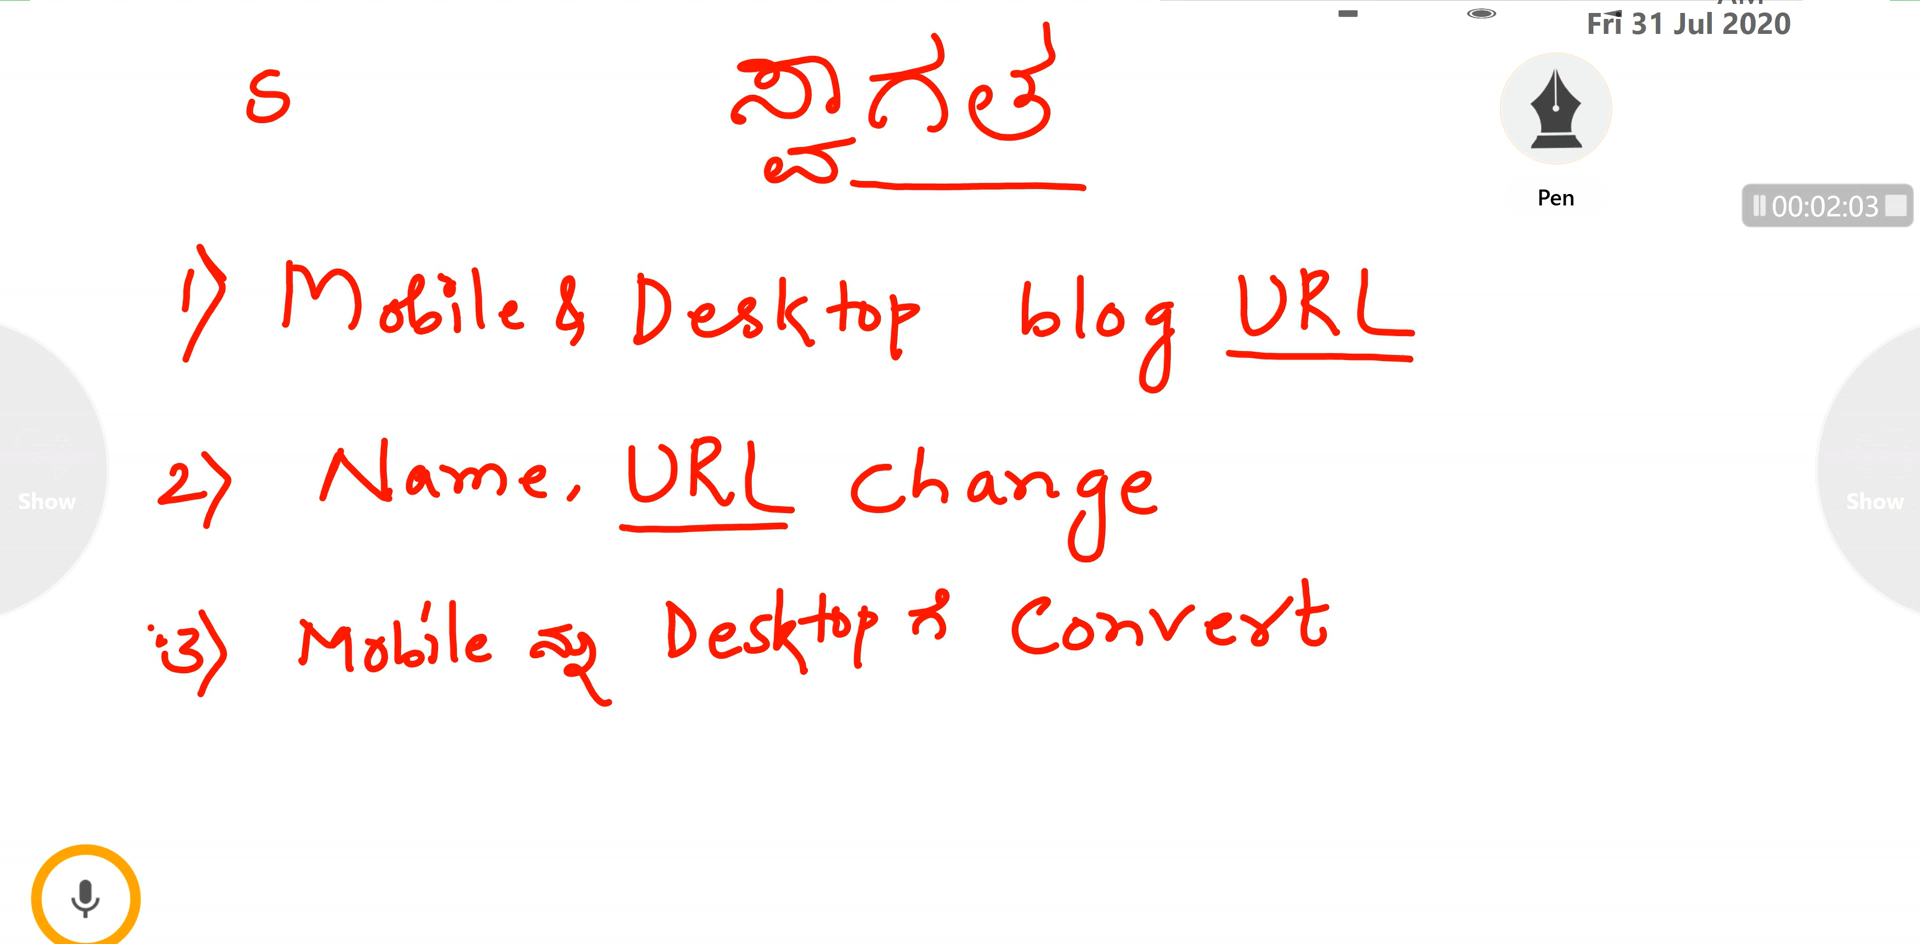 Fri 31 Jul 2020
S ಸ್ವಾಗತ
Pen
00:02:03
1) Mobile & Desktop blog URL
2) Name, URL change
Show
Show
3) Mobile ನ್ನು Desktop ಗೆ Convert